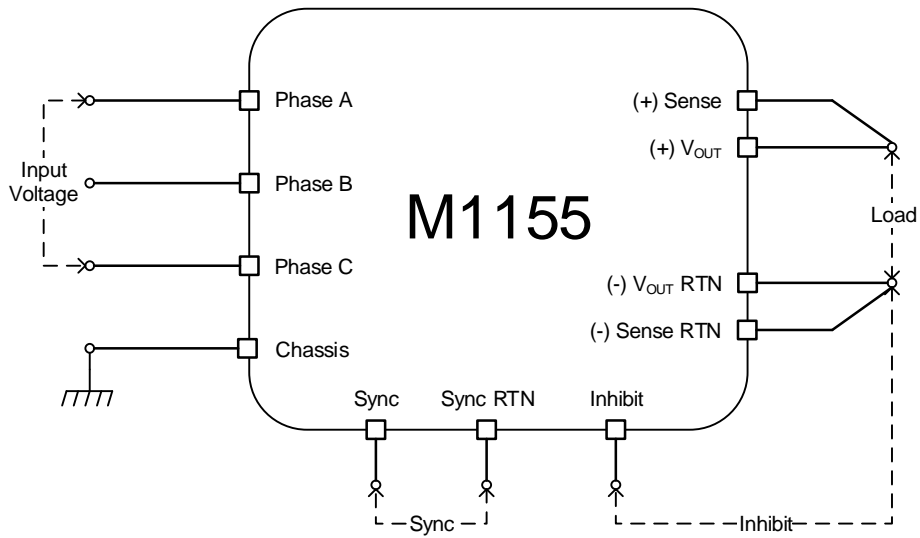 Phase A
Phase B
Phase C
Chassis
Input
Voltage
M1155
(+) Sense
(+) VOUT
(-) VOUT RTN
(-) Sense RTN
Load
Sync
Sync RTN
Inhibit
Sync
Inhibit